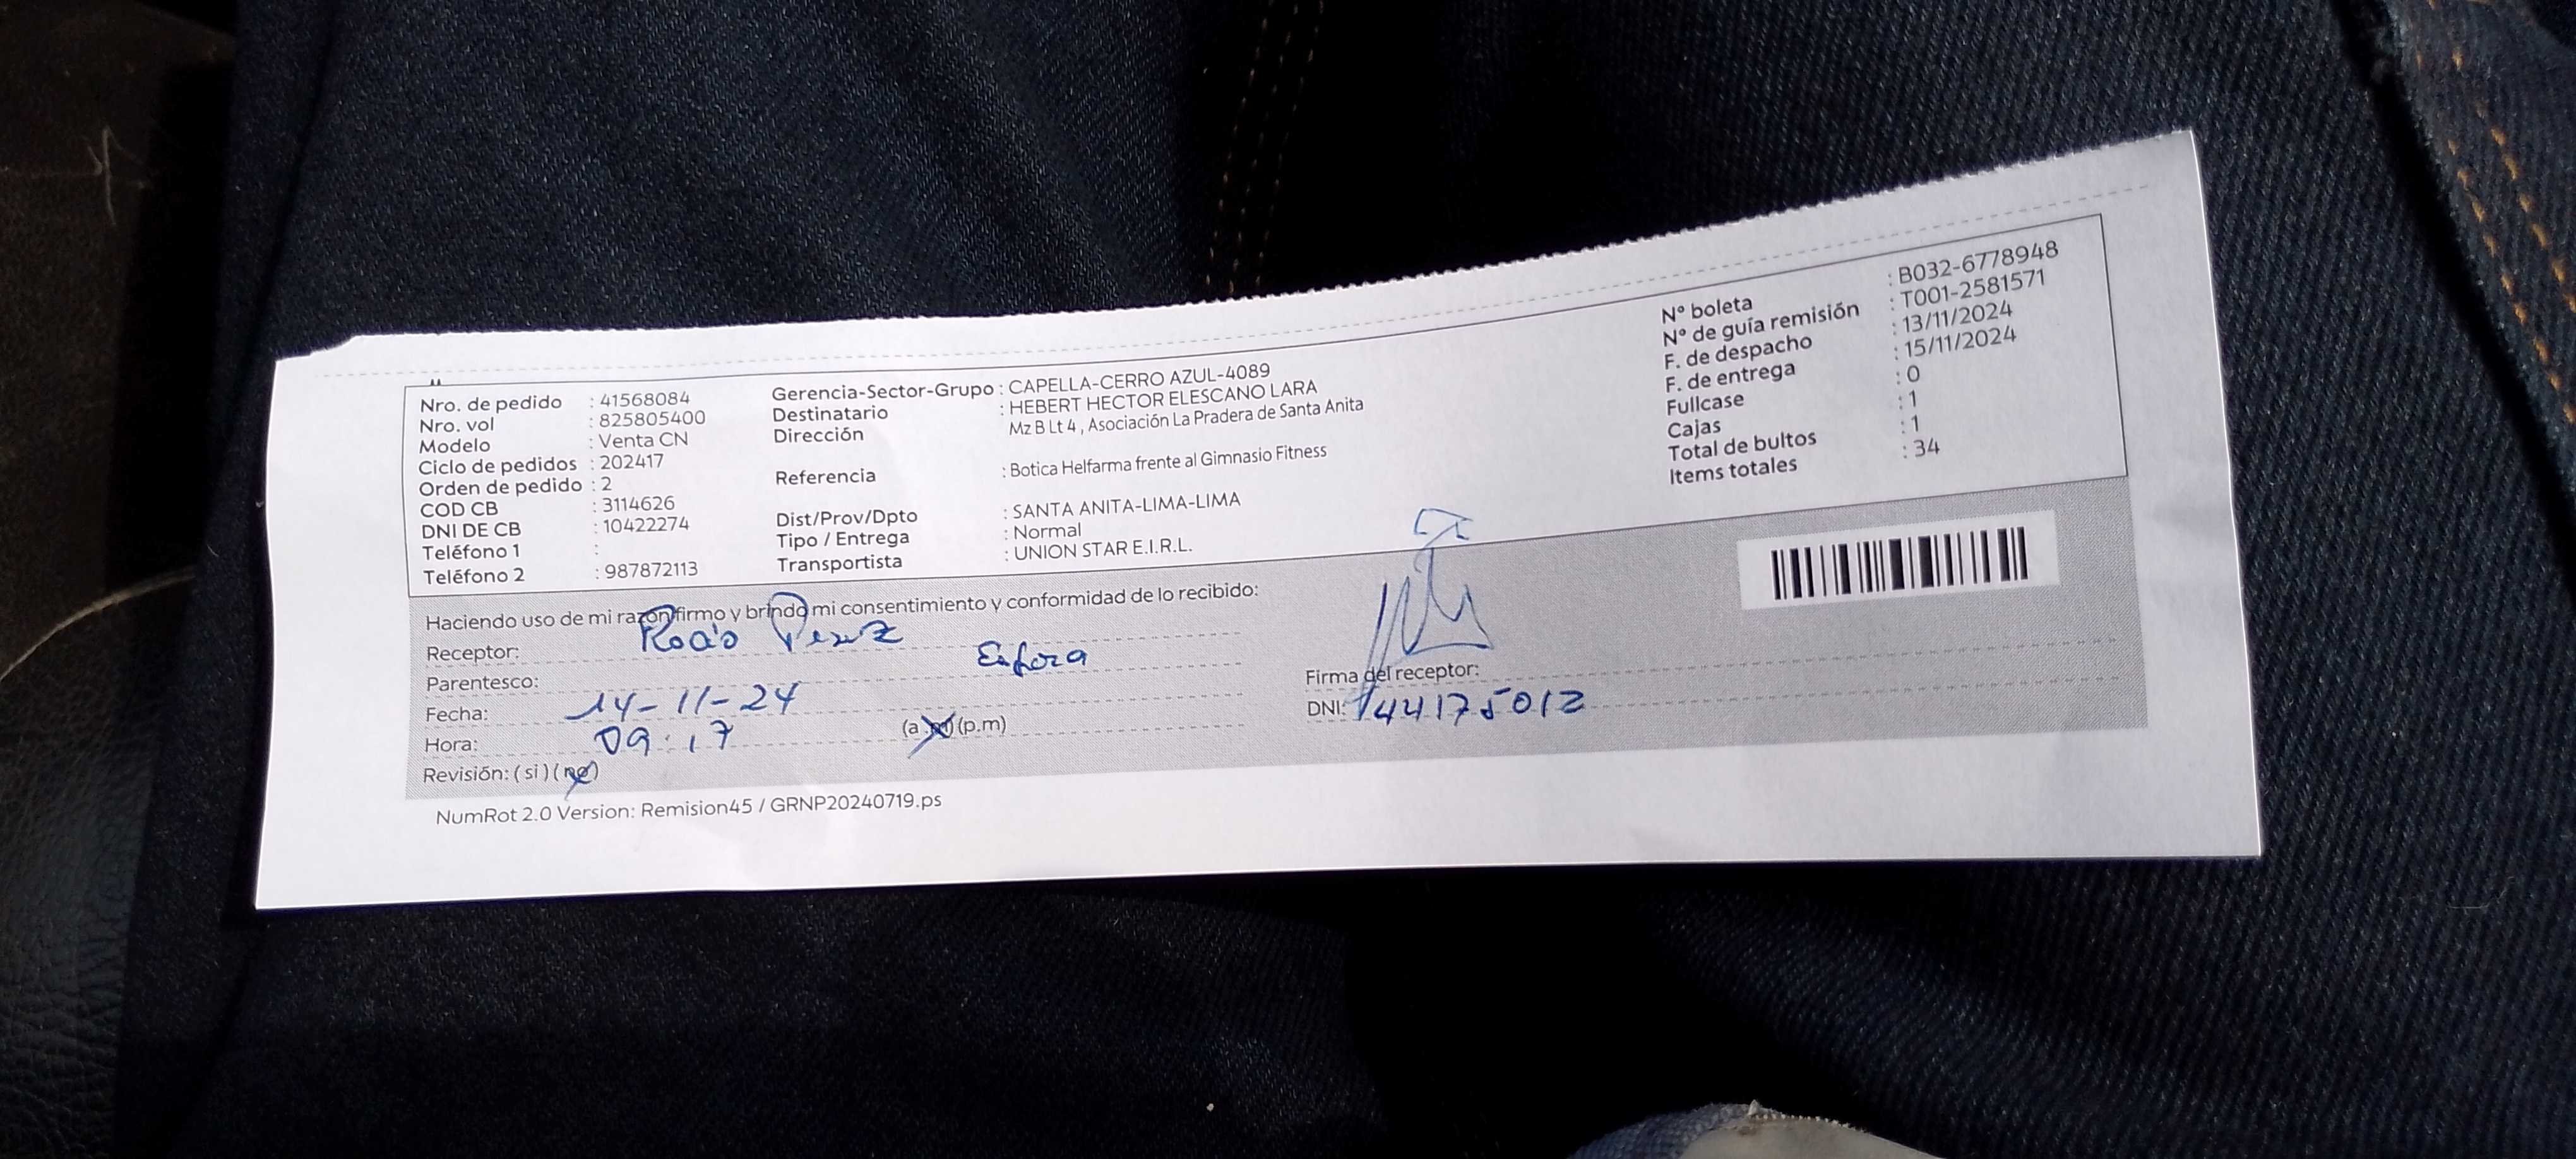 Nro. de pedido : 41568084
Nro. vol : 825805400
Modelo : Venta CN
Ciclo de pedidos : 202417
Orden de pedido : 2
COD CB : 3114626
DNI DE CB : 10422274
Teléfono 1 :
Teléfono 2 : 987872113
Gerencia-Sector-Grupo : CAPELLA-CERRO AZUL-4089
Destinatario : HEBERT HECTOR ELESCANO LARA
Dirección Mz B Lt 4 , Asociación La Pradera de Santa Anita
Referencia : Botica Helfarma frente al Gimnasio Fitness
Dist/Prov/Dpto : SANTA ANITA-LIMA-LIMA
Tipo / Entrega : Normal
Transportista : UNION STAR E.I.R.L.
N° boleta : B032-6778948
N° de guía remisión : T001-2581571
F. de despacho : 13/11/2024
F. de entrega : 15/11/2024
Fullcase : 0
Cajas : 1
Total de bultos : 1
Items totales : 34
Haciendo uso de mi razón firmo y brindo mi consentimiento y conformidad de lo recibido:
Receptor: Rocío Perez
Parentesco:
Fecha: 14-11-24
Hora: 09:17 (a.m) (p.m)
Revisión: (si) (no)
Firma del receptor:
DNI: 44175012
NumRot 2.0 Version: Remision45 / GRNP20240719.ps